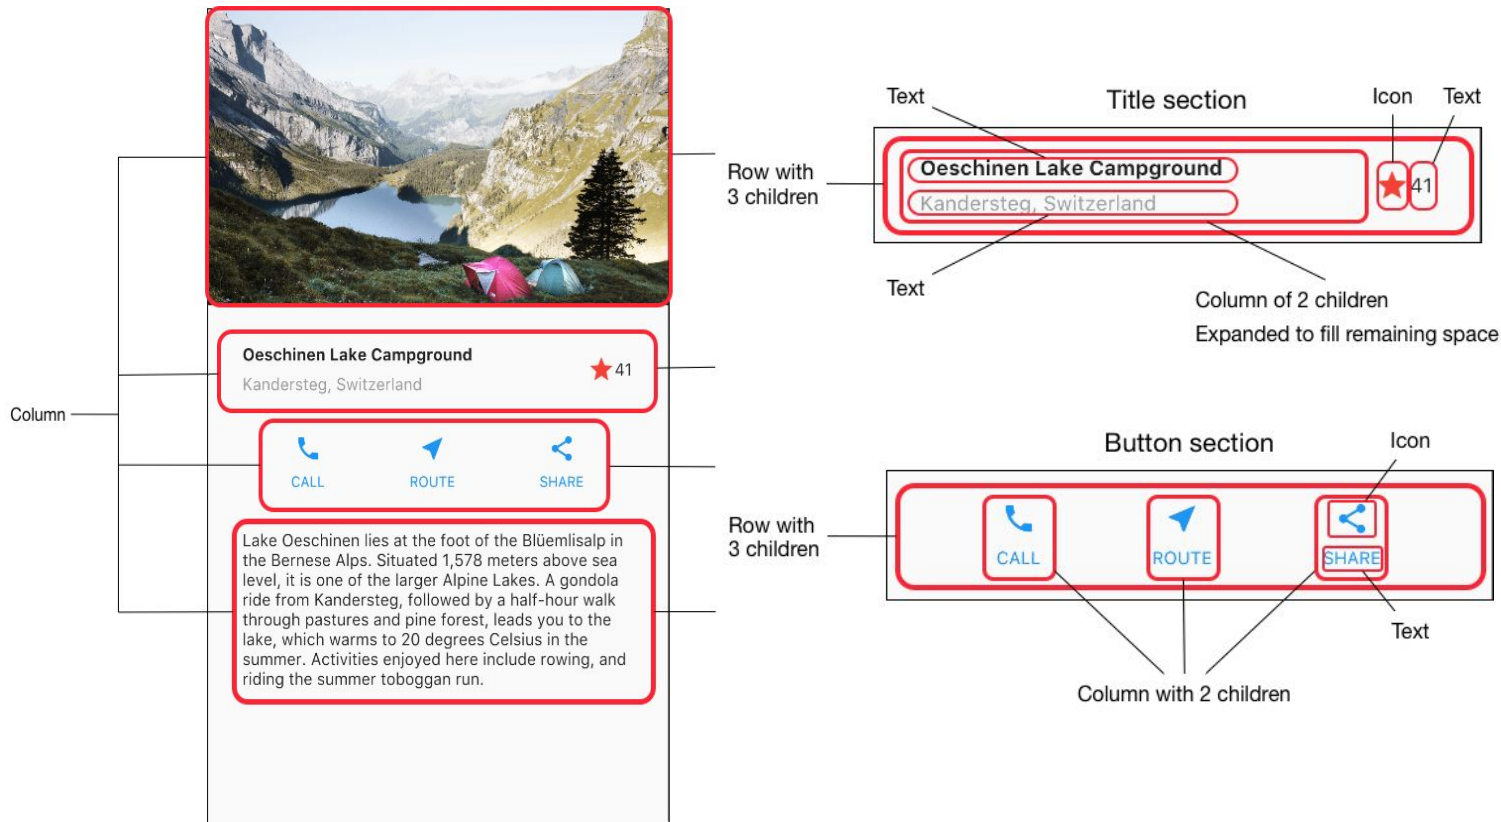 Column
Oeschinen Lake Campground
Kandersteg, Switzerland
41
CALL
ROUTE
SHARE
Lake Oeschinen lies at the foot of the Blüemlisalp in
the Bernese Alps. Situated 1,578 meters above sea
level, it is one of the larger Alpine Lakes. A gondola
ride from Kandersteg, followed by a half-hour walk
through pastures and pine forest, leads you to the
lake, which warms to 20 degrees Celsius in the
summer. Activities enjoyed here include rowing, and
riding the summer toboggan run.
Text
Title section
Icon
Text
Row with
3 children
Oeschinen Lake Campground
Kandersteg, Switzerland
41
Text
Column of 2 children
Expanded to fill remaining space
Button section
Icon
Row with
3 children
CALL
ROUTE
SHARE
Text
Column with 2 children